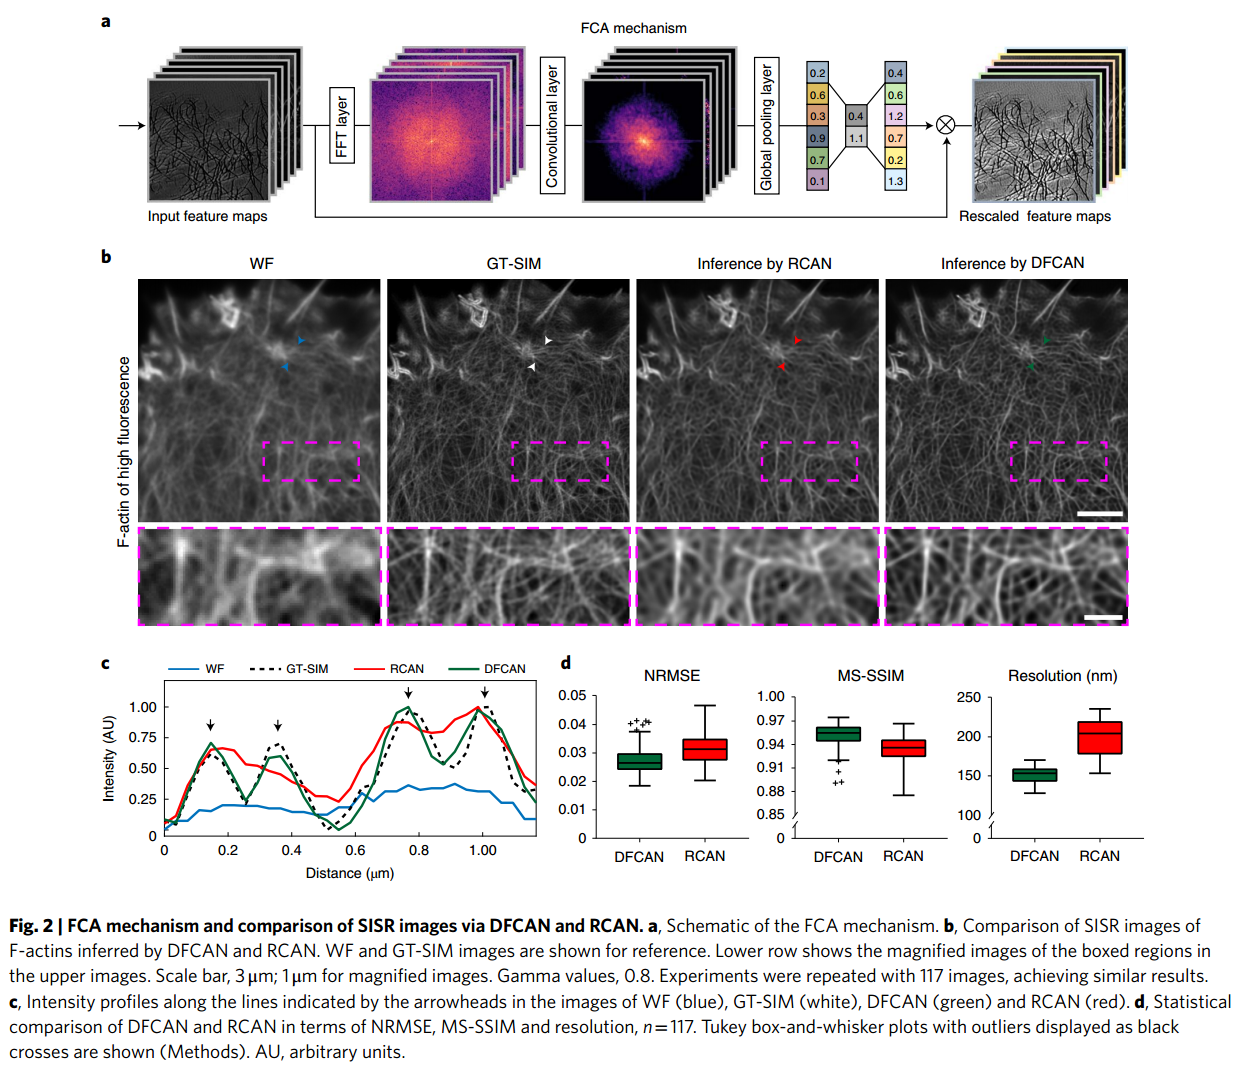 a
FCA mechanism
FFT layer
Convolutional layer
Global pooling layer
0.2
0.6
0.3
0.9
0.7
0.1
0.4
1.1
0.4
0.6
1.2
0.7
0.2
1.3
Input feature maps
Rescaled feature maps
b
WF
GT-SIM
Inference by RCAN
Inference by DFCAN
F-actin of high fluorescence
c
WF
GT-SIM
RCAN
DFCAN
Intensity (AU)
1.00
0.75
0.50
0.25
0
0
0.2
0.4
0.6
0.8
1.00
Distance (μm)
d
NRMSE
0.05
0.04
0.03
0.02
0.01
0
DFCAN
RCAN
MS-SSIM
1.00
0.97
0.94
0.91
0.88
0.85
0
DFCAN
RCAN
Resolution (nm)
250
200
150
100
0
DFCAN
RCAN
Fig. 2 | FCA mechanism and comparison of SISR images via DFCAN and RCAN. a, Schematic of the FCA mechanism. b, Comparison of SISR images of
F-actins inferred by DFCAN and RCAN. WF and GT-SIM images are shown for reference. Lower row shows the magnified images of the boxed regions in
the upper images. Scale bar, 3 μm; 1 μm for magnified images. Gamma values, 0.8. Experiments were repeated with 117 images, achieving similar results.
c, Intensity profiles along the lines indicated by the arrowheads in the images of WF (blue), GT-SIM (white), DFCAN (green) and RCAN (red). d, Statistical
comparison of DFCAN and RCAN in terms of NRMSE, MS-SSIM and resolution, n = 117. Tukey box-and-whisker plots with outliers displayed as black
crosses are shown (Methods). AU, arbitrary units.